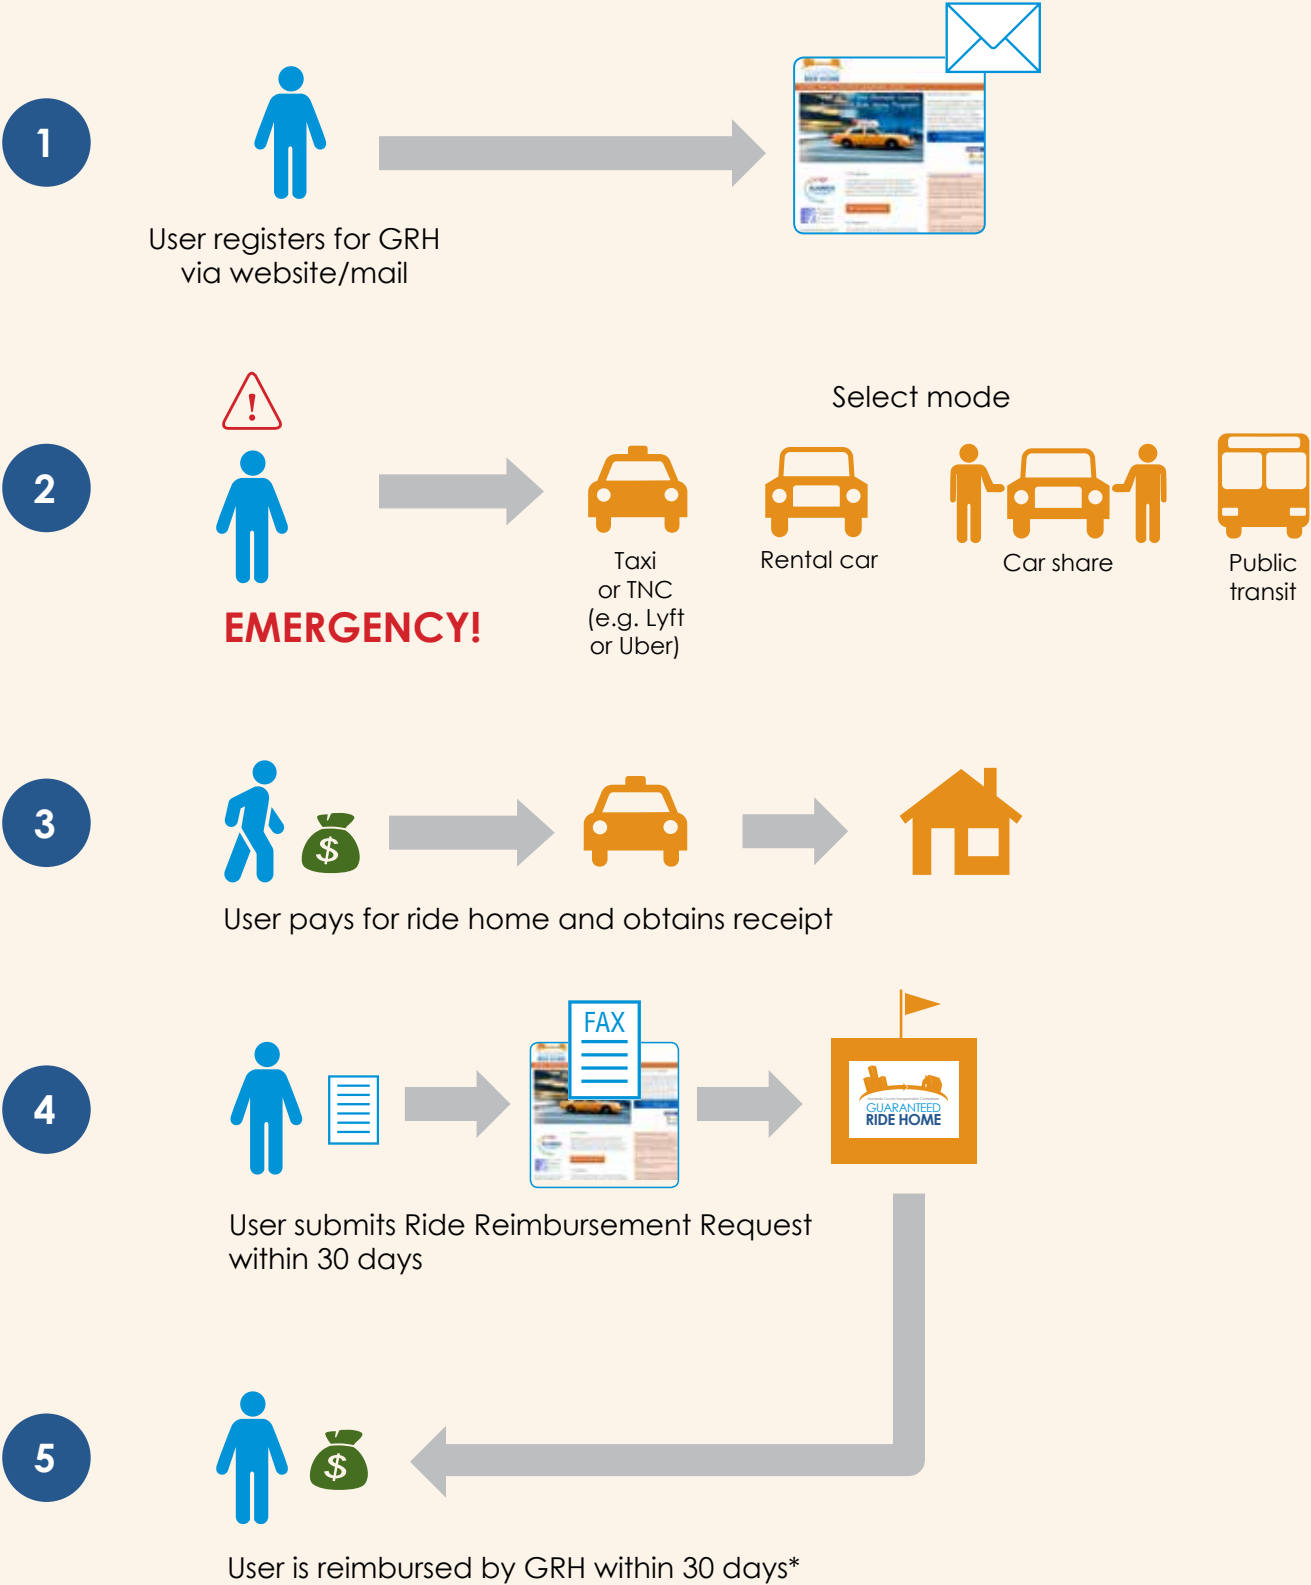 1
RIDE HOME
User registers for GRH
via website/mail
Select mode
2
Taxi
or TNC
(e.g. Lyft
or Uber)
Rental car
Car share
Public
transit
EMERGENCY!
3
$
User pays for ride home and obtains receipt
FAX
4
GUARANTEED
RIDE HOME
User submits Ride Reimbursement Request
within 30 days
5
$
User is reimbursed by GRH within 30 days*